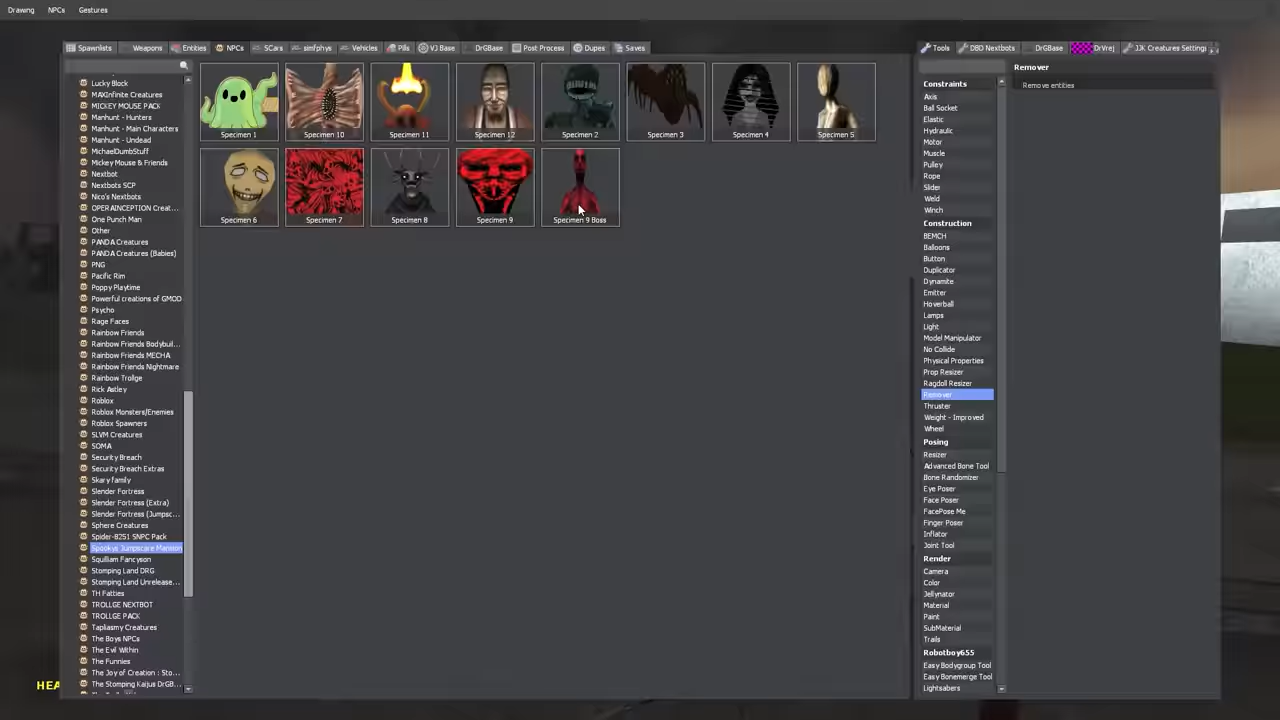 Drawing NPCs Gestures
Spawnlists Weapons Entities NPCs SCars simfphys Vehicles Pills VJ Base DrGBase Post Process Dupes Saves
Tools DBD Nextbots DrGBase DrVrej JJK Creatures Settings
Lucky Block
MAXInfinite Creatures
MICKEY MOUSE PACK
Manhunt - Hunters
Manhunt - Main Characters
Manhunt - Undead
MichaelDumbStuff
Mickey Mouse & Friends
Nextbot
Nextbots SCP
Nico's Nextbots
OPERAINCEPTION Creat...
One Punch Man
Other
PANDA Creatures
PANDA Creatures (Babies)
PNG
Pacific Rim
Poppy Playtime
Powerful creations of GMOD
Psycho
Rage Faces
Rainbow Friends
Rainbow Friends Bodybuil...
Rainbow Friends MECHA
Rainbow Friends Nightmare
Rainbow Trollge
Rick Astley
Roblox
Roblox Monsters/Enemies
Roblox Spawners
SLVM Creatures
SOMA
Security Breach
Security Breach Extras
Skary family
Slender Fortress
Slender Fortress (Extra)
Slender Fortress (Jumpsc...
Sphere Creatures
Spider-8251 SNPC Pack
Spookys Jumpscare Mansion
Squilliam Fancyson
Stomping Land DRG
Stomping Land Unrelease...
TH Fatties
TROLLGE NEXTBOT
TROLLGE PACK
Tapliasmy Creatures
The Boys NPCs
The Evil Within
The Funnies
The Joy of Creation : Sto...
The Stomping Kaijus DrGB...
Specimen 1 Specimen 10 Specimen 11 Specimen 12 Specimen 2 Specimen 3 Specimen 4 Specimen 5
Specimen 6 Specimen 7 Specimen 8 Specimen 9 Specimen 9 Boss
Constraints
Axis
Ball Socket
Elastic
Hydraulic
Motor
Muscle
Pulley
Rope
Slider
Weld
Winch
Construction
BEMCH
Balloons
Button
Duplicator
Dynamite
Emitter
Hoverball
Lamps
Light
Model Manipulator
No Collide
Physical Properties
Prop Resizer
Ragdoll Resizer
Remover
Thruster
Weight - Improved
Wheel
Posing
Resizer
Advanced Bone Tool
Bone Randomizer
Eye Poser
Face Poser
FacePose Me
Finger Poser
Inflator
Joint Tool
Render
Camera
Color
Jellynator
Material
Paint
SubMaterial
Trails
Robotboy655
Easy Bodygroup Tool
Easy Bonemerge Tool
Lightsabers
Remover
Remove entities
HEA